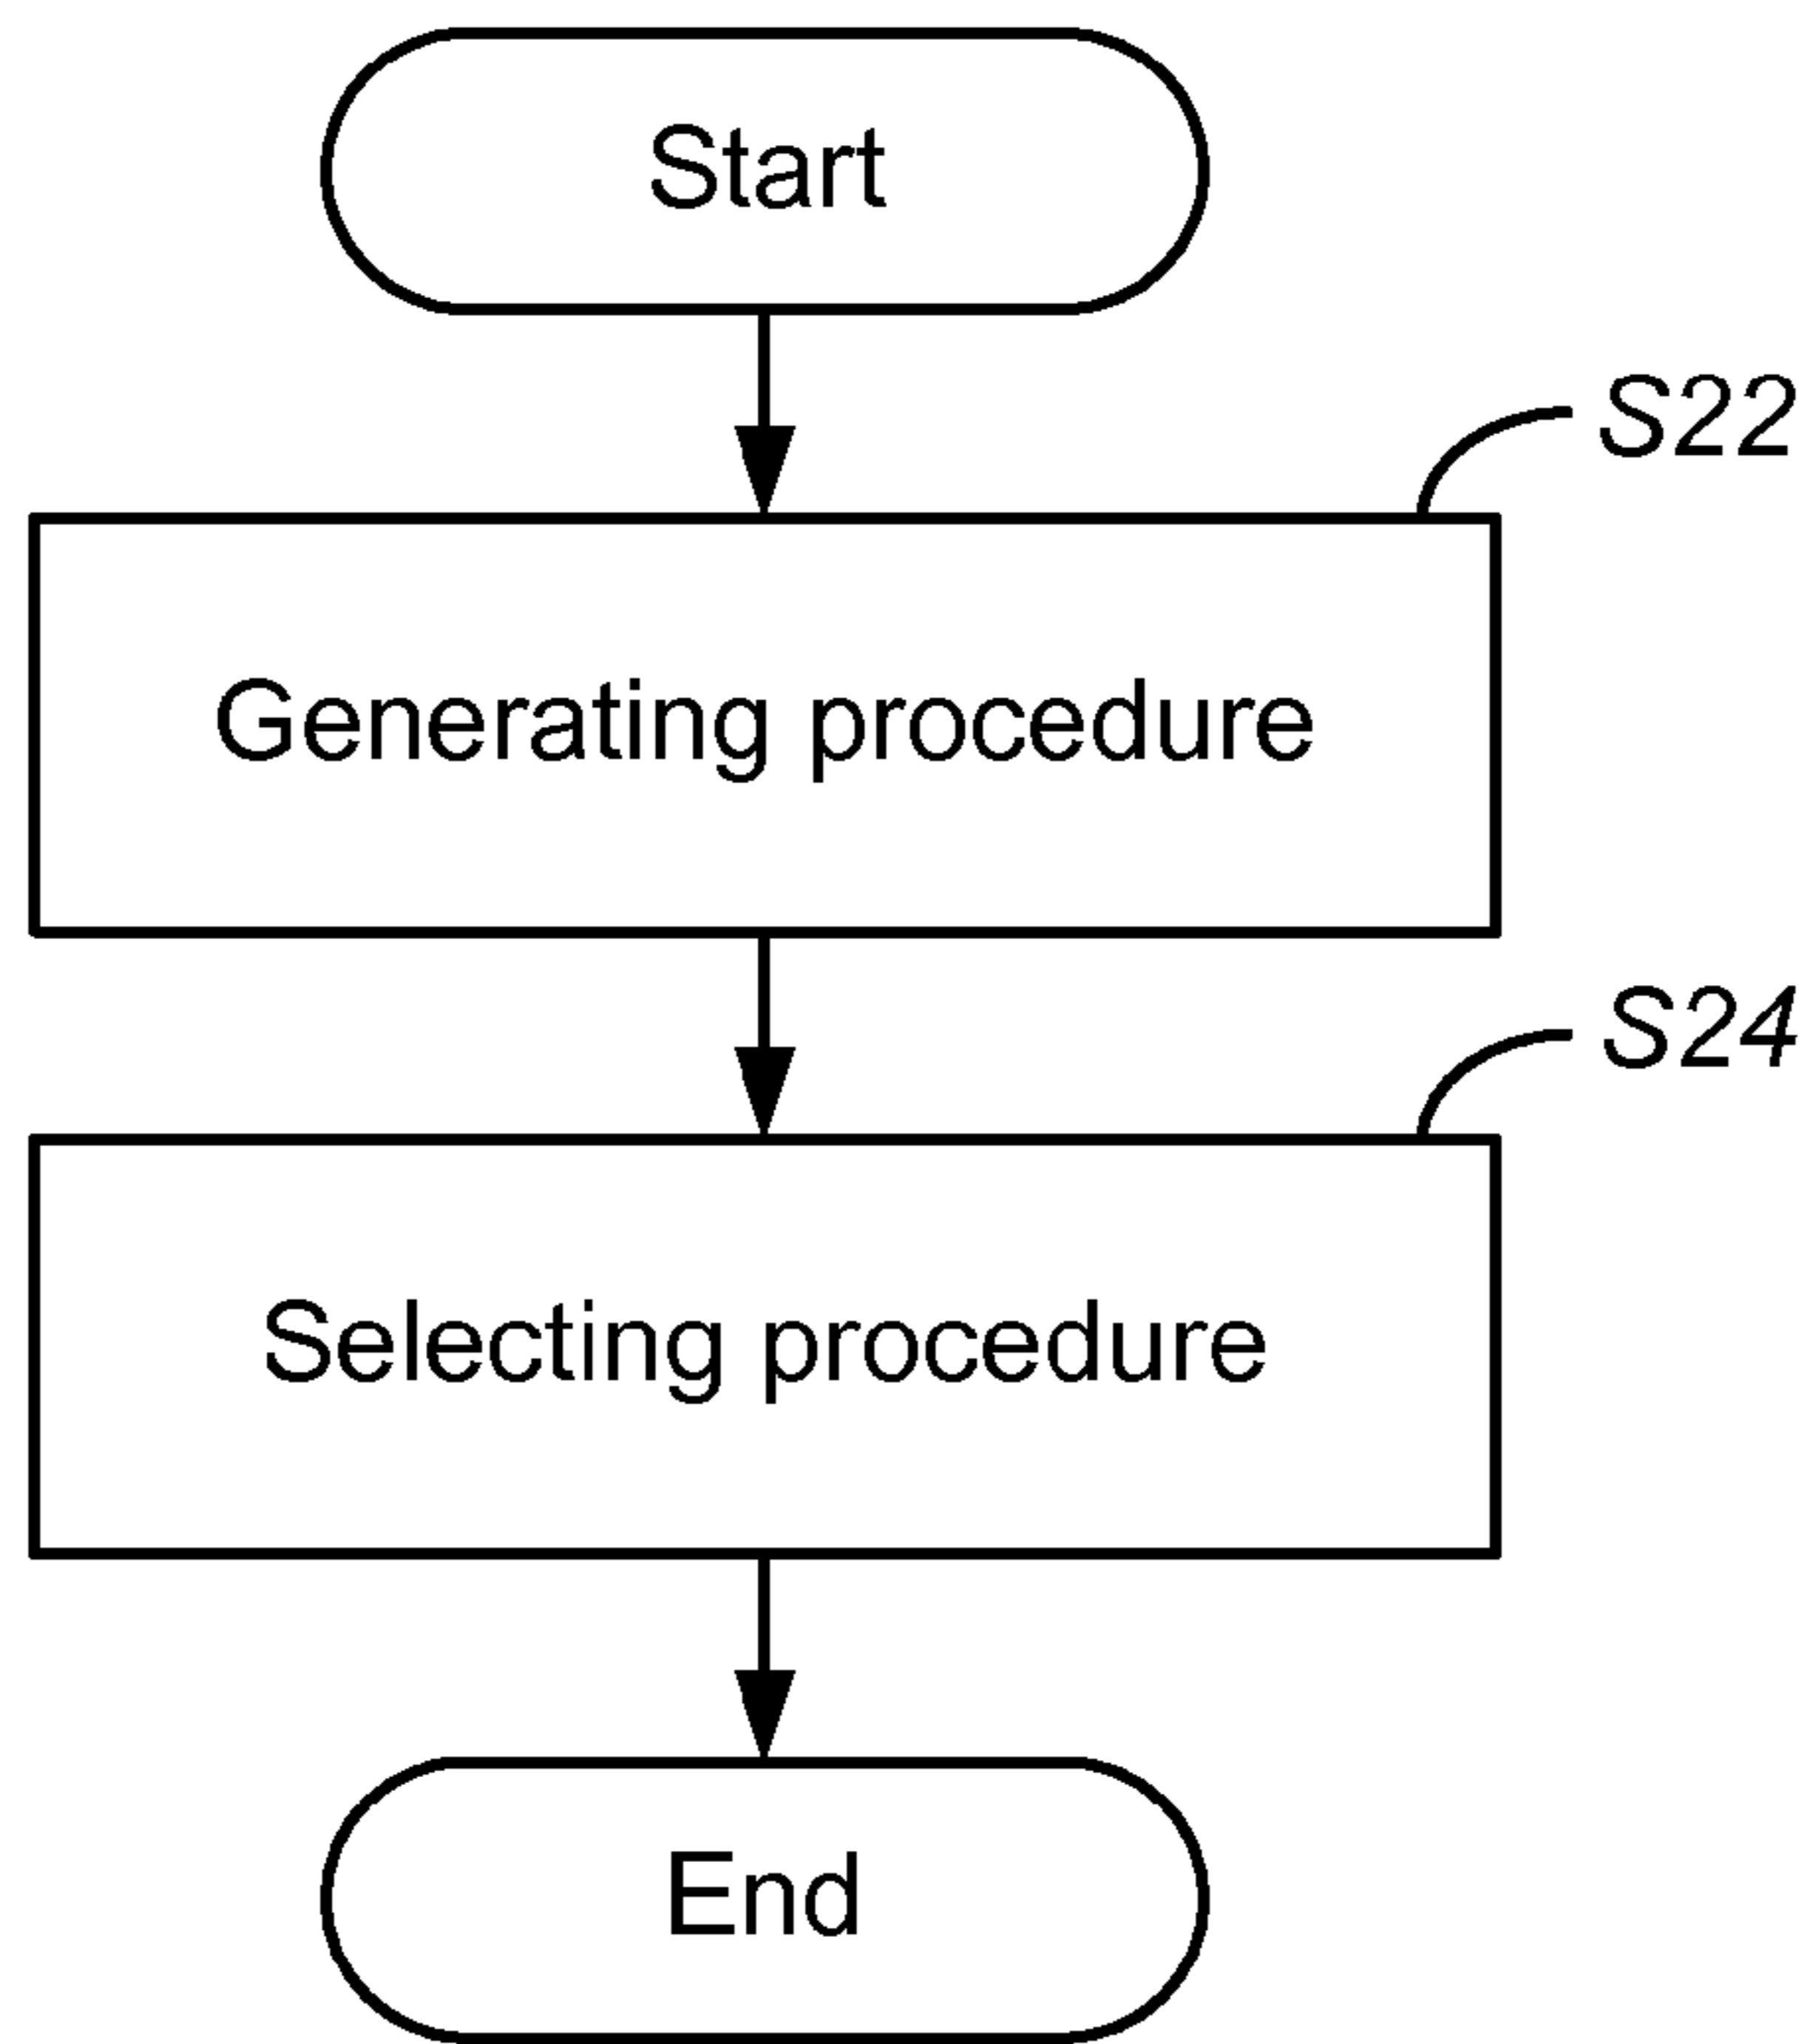 Start
S22
Generating procedure
S24
Selecting procedure
End